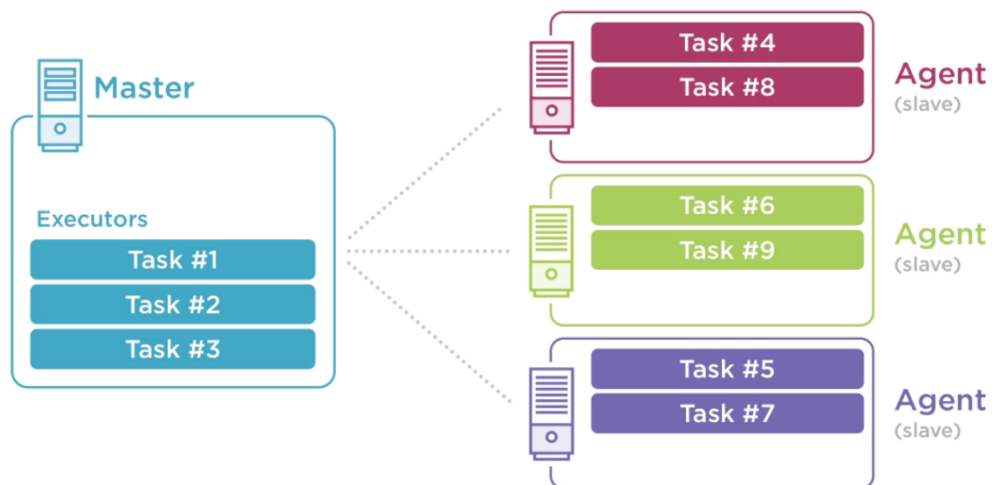 Master
Executors
Task #1
Task #2
Task #3
Task #4
Task #8
Agent
(slave)
Task #6
Task #9
Agent
(slave)
Task #5
Task #7
Agent
(slave)